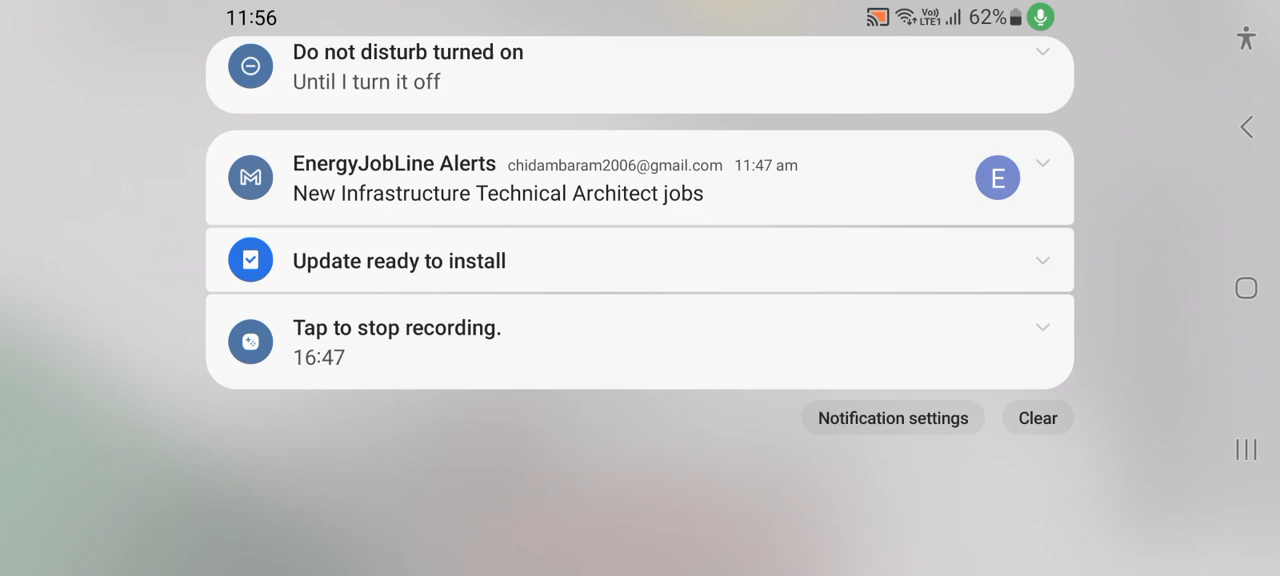 11:56
Vo)) LTE1 62%
Do not disturb turned on
Until I turn it off
EnergyJobLine Alerts chidambaram2006@gmail.com 11:47 am
New Infrastructure Technical Architect jobs
E
Update ready to install
Tap to stop recording.
16:47
Notification settings Clear